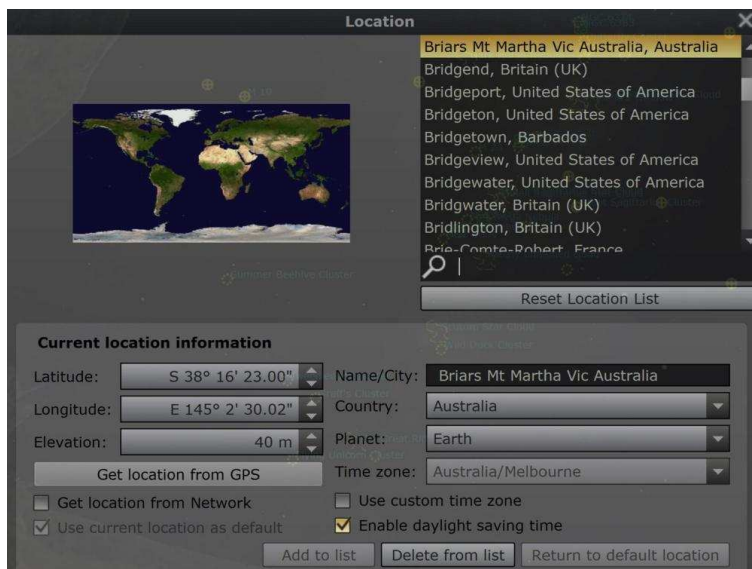 Location
Briars Mt Martha Vic Australia, Australia
Bridgend, Britain (UK)
Bridgeport, United States of America
Bridgeton, United States of America
Bridgetown, Barbados
Bridgeview, United States of America
Bridgewater, United States of America
Bridgwater, Britain (UK)
Bridlington, Britain (UK)
Brie-Comte-Robert, France
Reset Location List
Current location information
Latitude: S 38° 16' 23.00" Name/City: Briars Mt Martha Vic Australia
Longitude: E 145° 2' 30.02" Country: Australia
Elevation: 40 m Planet: Earth
Get location from GPS Time zone: Australia/Melbourne
Get location from Network Use custom time zone
Use current location as default Enable daylight saving time
Add to list Delete from list Return to default location